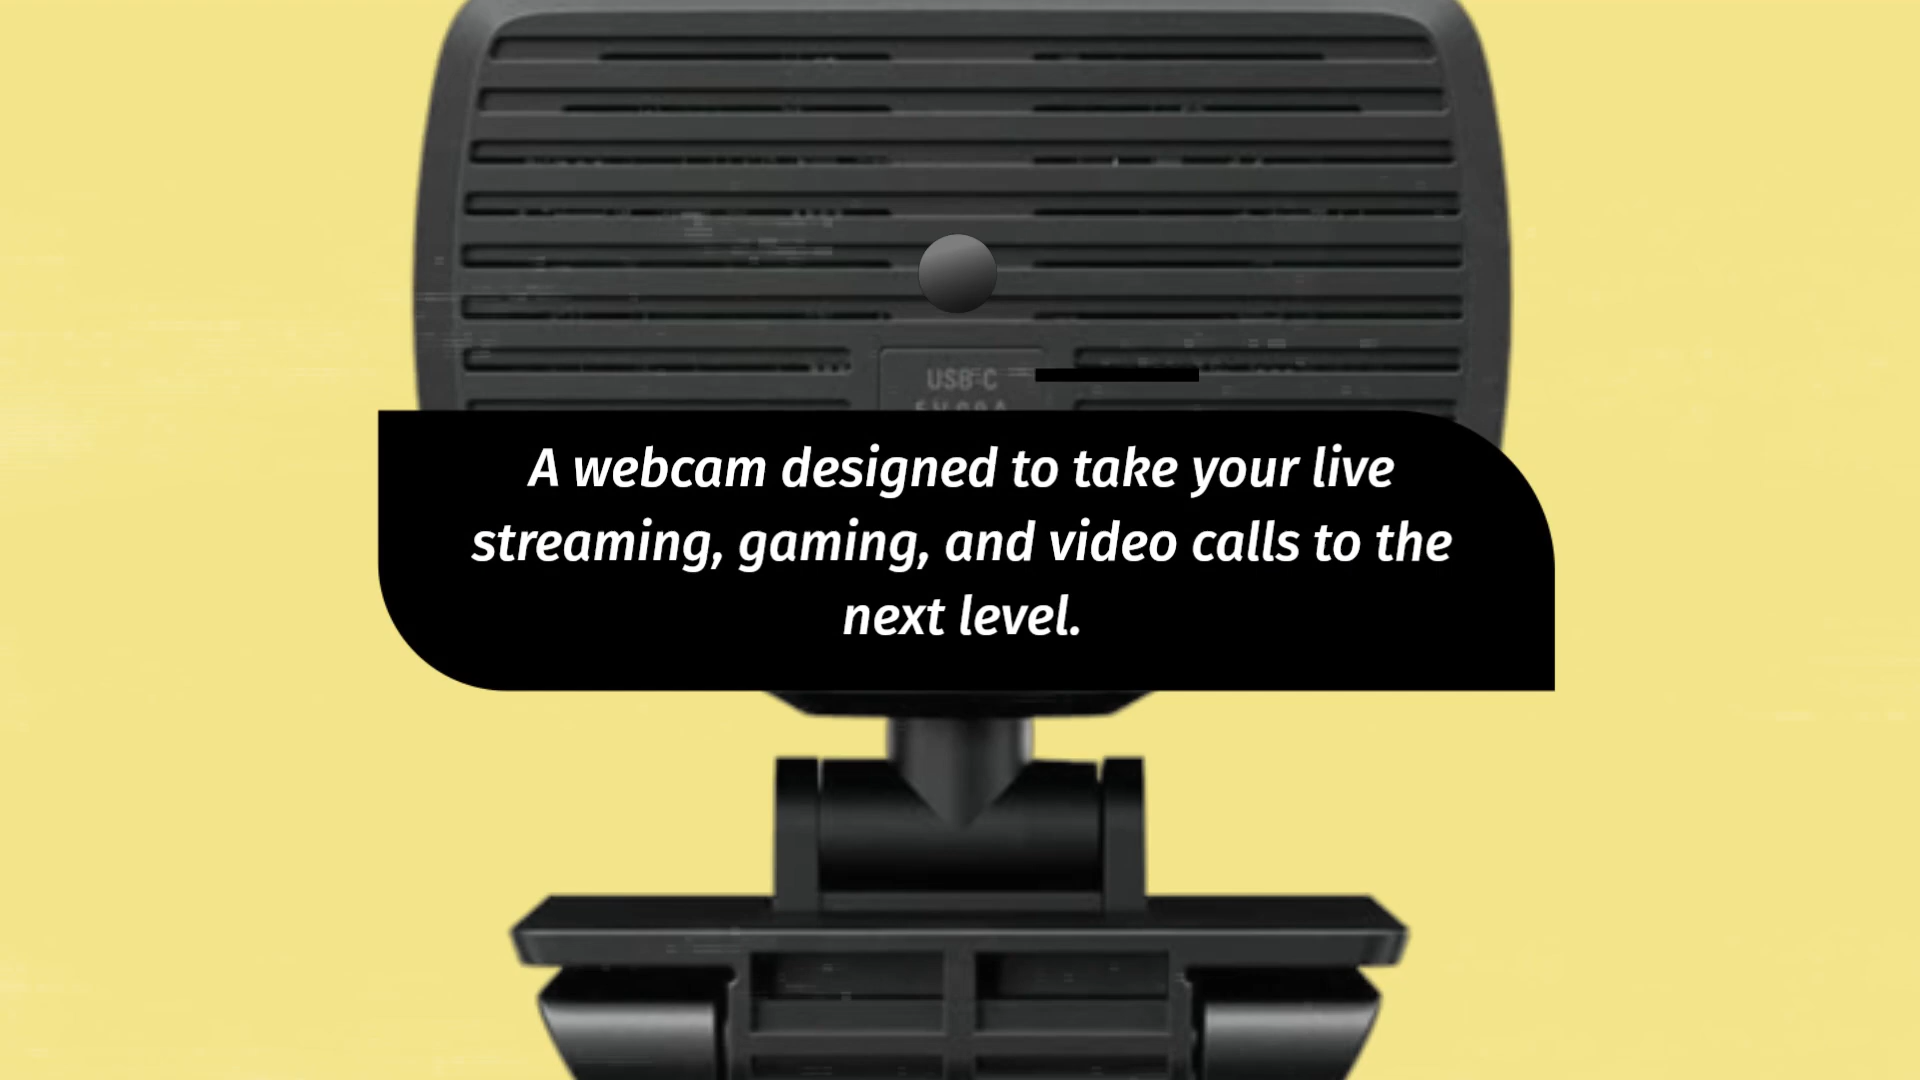 USB-C
A webcam designed to take your live
streaming, gaming, and video calls to the
next level.